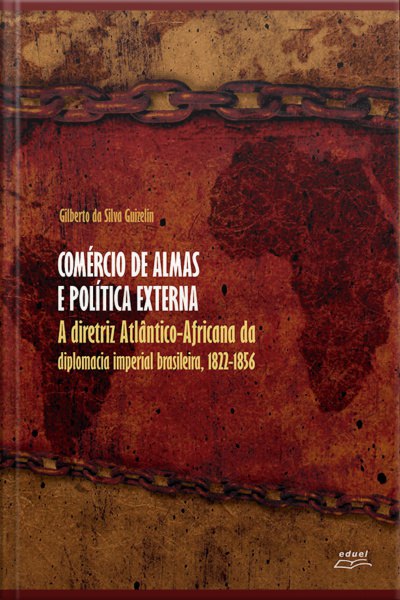 Gilberto da Silva Guizelin
COMÉRCIO DE ALMAS
E POLÍTICA EXTERNA
A diretriz Atlântico-Africana da
diplomacia imperial brasileira, 1822-1856
eduel